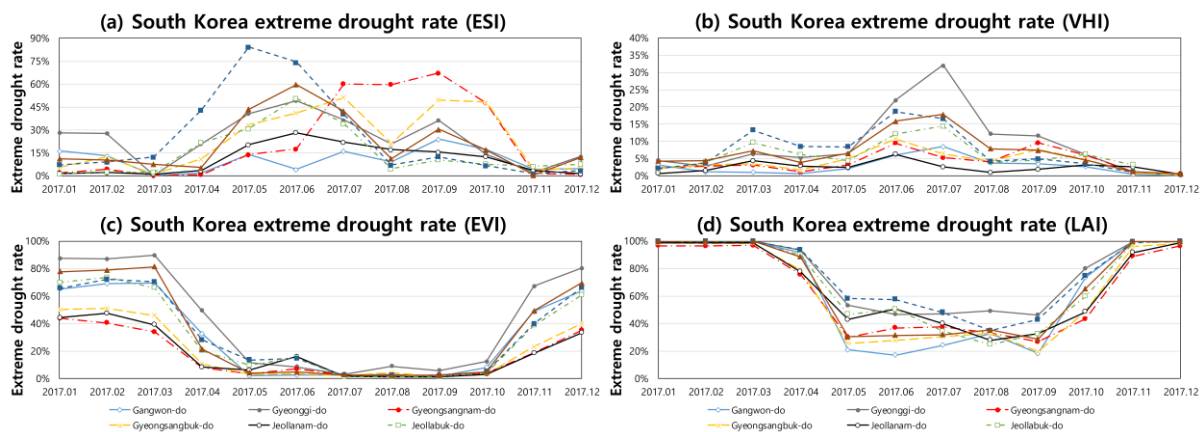 (a) South Korea extreme drought rate (ESI)
Extreme drought rate
90%
75%
60%
45%
30%
15%
0%
2017.01 2017.02 2017.03 2017.04 2017.05 2017.06 2017.07 2017.08 2017.09 2017.10 2017.11 2017.12
(b) South Korea extreme drought rate (VHI)
Extreme drought rate
40%
35%
30%
25%
20%
15%
10%
5%
0%
2017.01 2017.02 2017.03 2017.04 2017.05 2017.06 2017.07 2017.08 2017.09 2017.10 2017.11 2017.12
(c) South Korea extreme drought rate (EVI)
Extreme drought rate
100%
80%
60%
40%
20%
0%
2017.01 2017.02 2017.03 2017.04 2017.05 2017.06 2017.07 2017.08 2017.09 2017.10 2017.11 2017.12
Gangwon-do Gyeonggi-do Gyeongsangnam-do
Gyeongsangbuk-do Jeollanam-do Jeollabuk-do
(d) South Korea extreme drought rate (LAI)
Extreme drought rate
100%
80%
60%
40%
20%
0%
2017.01 2017.02 2017.03 2017.04 2017.05 2017.06 2017.07 2017.08 2017.09 2017.10 2017.11 2017.12
Gangwon-do Gyeonggi-do Gyeongsangnam-do
Gyeongsangbuk-do Jeollanam-do Jeollabuk-do